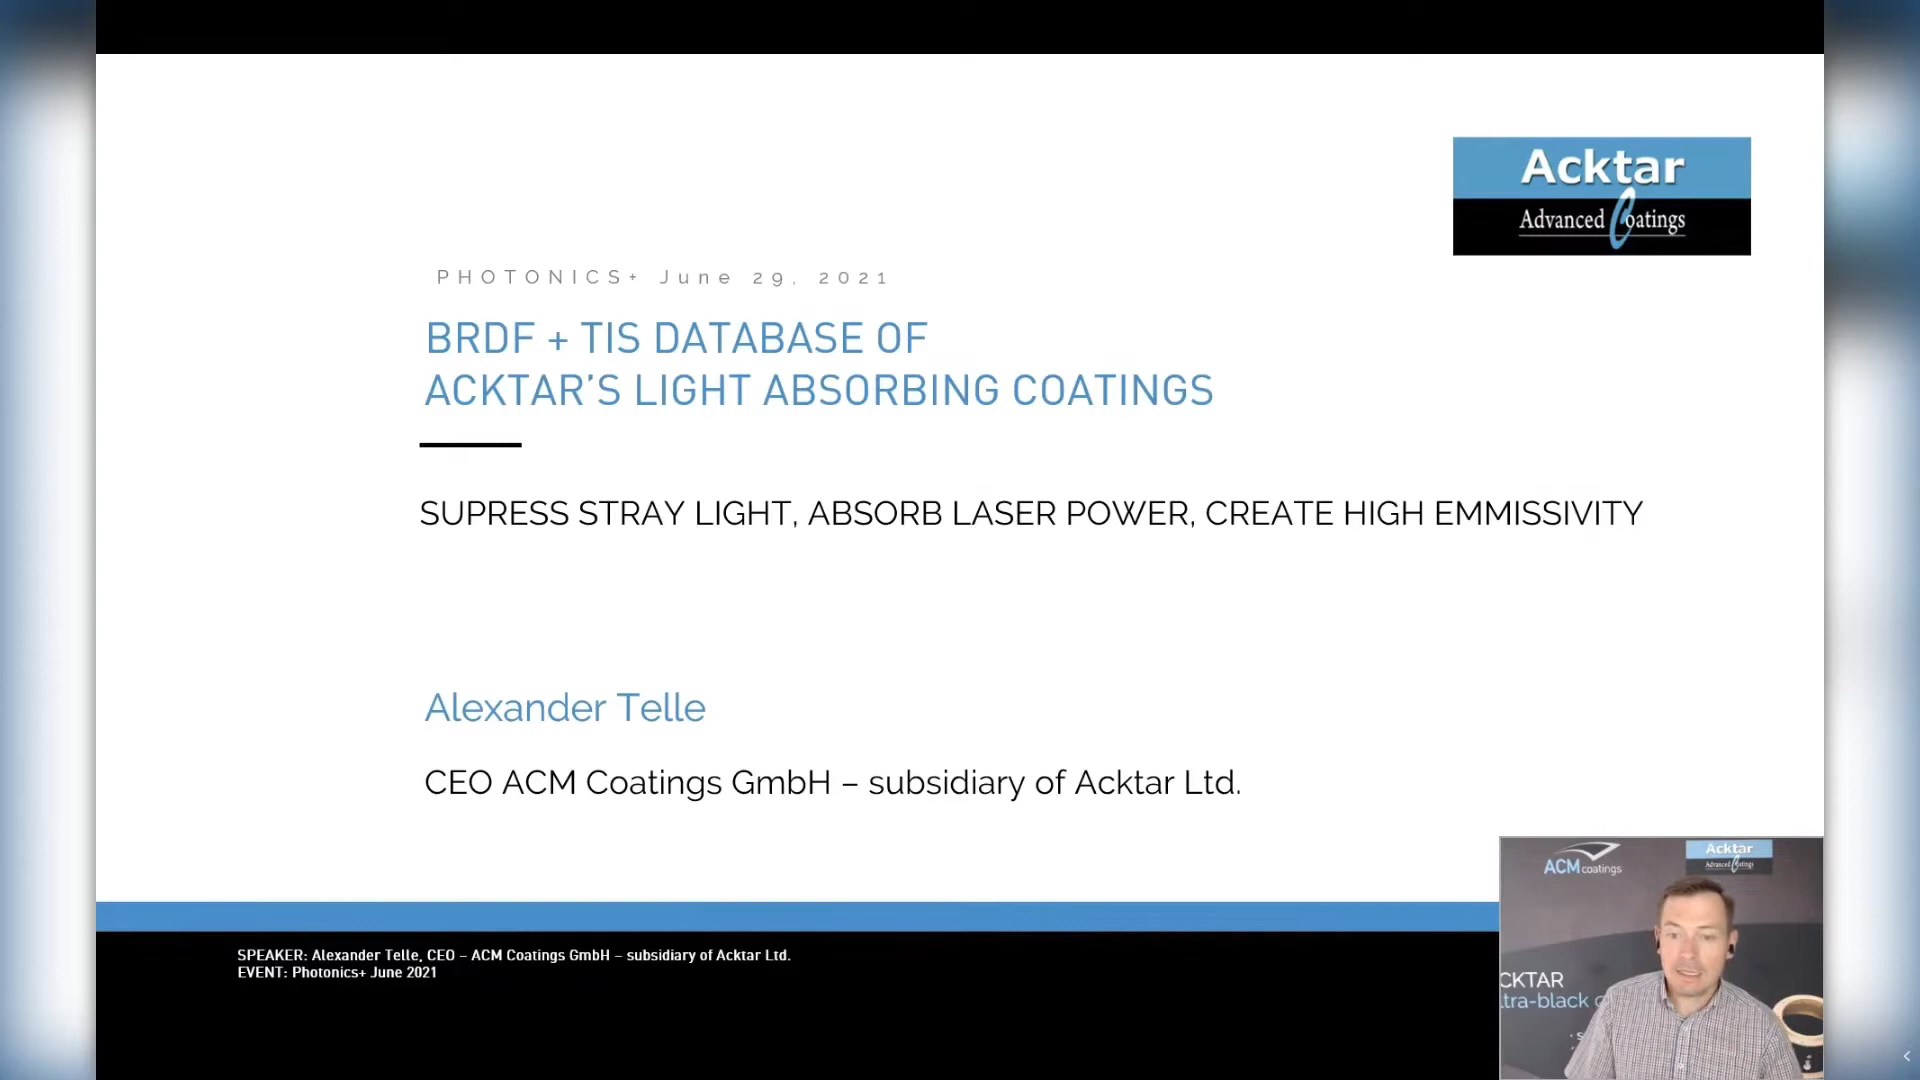 Acktar
Advanced Coatings
PHOTONICS+ June 29, 2021
BRDF + TIS DATABASE OF
ACKTAR'S LIGHT ABSORBING COATINGS
SUPRESS STRAY LIGHT, ABSORB LASER POWER, CREATE HIGH EMMISSIVITY
Alexander Telle
CEO ACM Coatings GmbH – subsidiary of Acktar Ltd.
SPEAKER: Alexander Telle, CEO – ACM Coatings GmbH – subsidiary of Acktar Ltd.
EVENT: Photonics+ June 2021
ACM coatings
Acktar
Advanced Coatings
CKTAR
tra-black